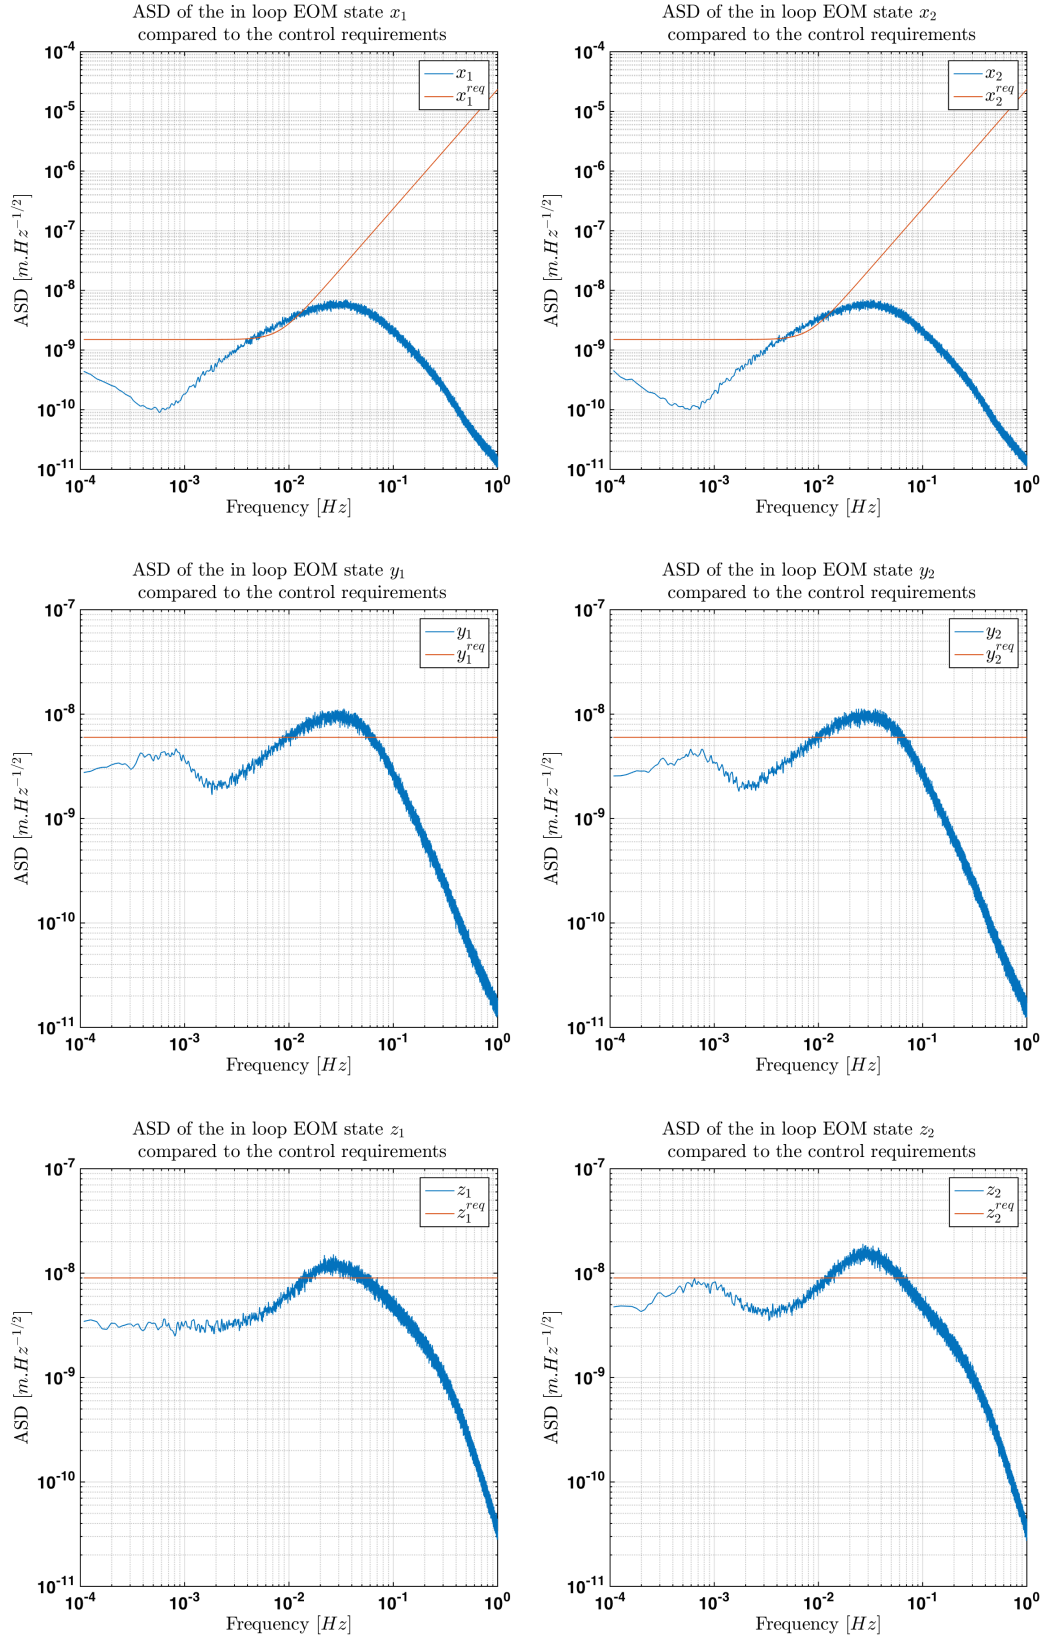 ASD of the in loop EOM state x₁
compared to the control requirements
x₁
x₁^req
ASD [m.Hz^−1/2]
10^-4
10^-5
10^-6
10^-7
10^-8
10^-9
10^-10
10^-11
10^-4 10^-3 10^-2 10^-1 10^0
Frequency [Hz]
ASD of the in loop EOM state x₂
compared to the control requirements
x₂
x₂^req
ASD [m.Hz^−1/2]
10^-4
10^-5
10^-6
10^-7
10^-8
10^-9
10^-10
10^-11
10^-4 10^-3 10^-2 10^-1 10^0
Frequency [Hz]
ASD of the in loop EOM state y₁
compared to the control requirements
y₁
y₁^req
ASD [m.Hz^−1/2]
10^-7
10^-8
10^-9
10^-10
10^-11
10^-4 10^-3 10^-2 10^-1 10^0
Frequency [Hz]
ASD of the in loop EOM state y₂
compared to the control requirements
y₂
y₂^req
ASD [m.Hz^−1/2]
10^-7
10^-8
10^-9
10^-10
10^-11
10^-4 10^-3 10^-2 10^-1 10^0
Frequency [Hz]
ASD of the in loop EOM state z₁
compared to the control requirements
z₁
z₁^req
ASD [m.Hz^−1/2]
10^-7
10^-8
10^-9
10^-10
10^-11
10^-4 10^-3 10^-2 10^-1 10^0
Frequency [Hz]
ASD of the in loop EOM state z₂
compared to the control requirements
z₂
z₂^req
ASD [m.Hz^−1/2]
10^-7
10^-8
10^-9
10^-10
10^-11
10^-4 10^-3 10^-2 10^-1 10^0
Frequency [Hz]